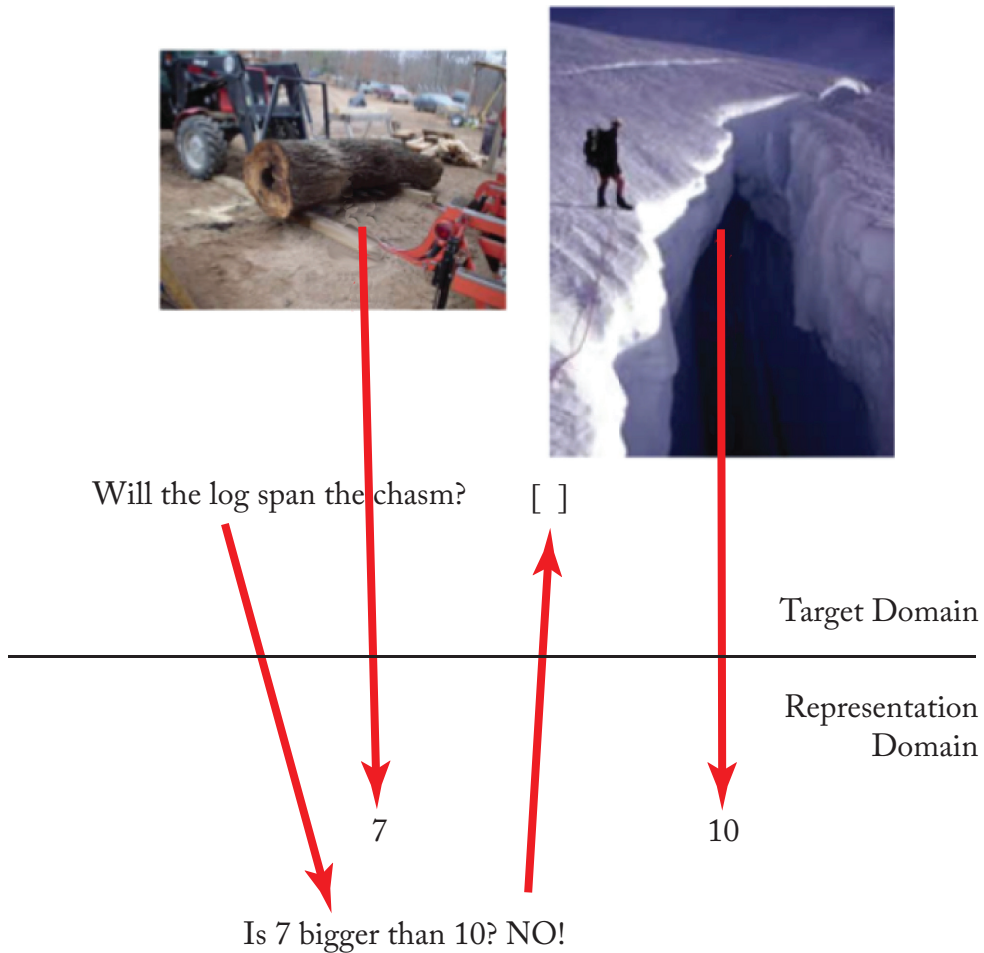 Will the log span the chasm? [ ]
Target Domain
Representation
Domain
7 10
Is 7 bigger than 10? NO!